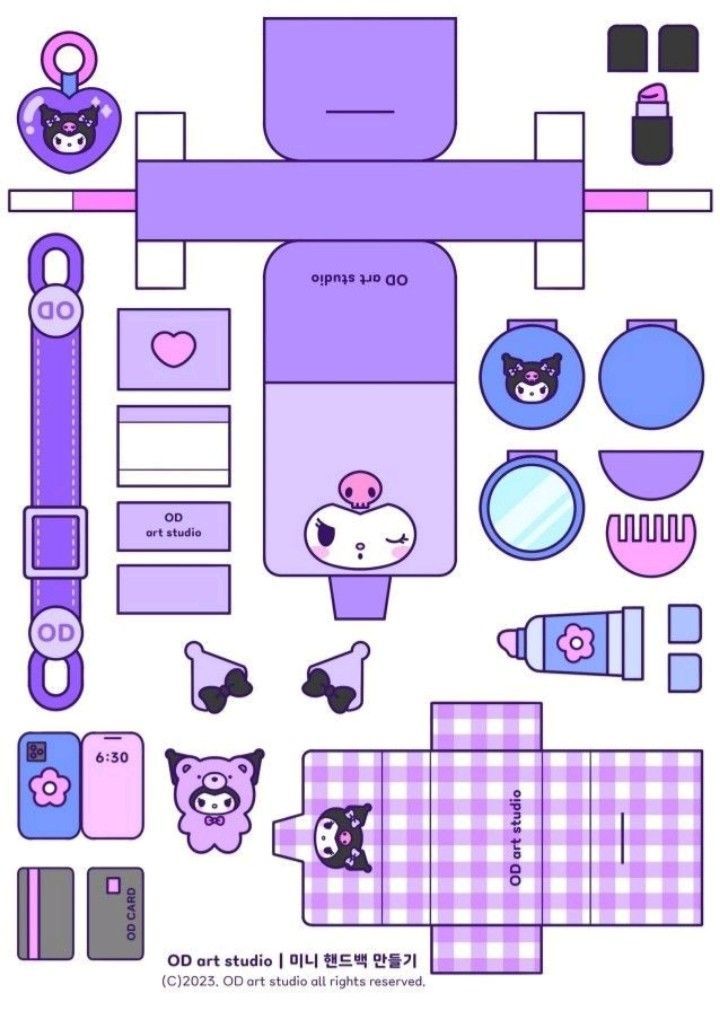 OD art studio
OD
OD
art studio
OD
6:30
OD art studio
OD CARD
OD art studio | 미니 핸드백 만들기
(C)2023. OD art studio all rights reserved.